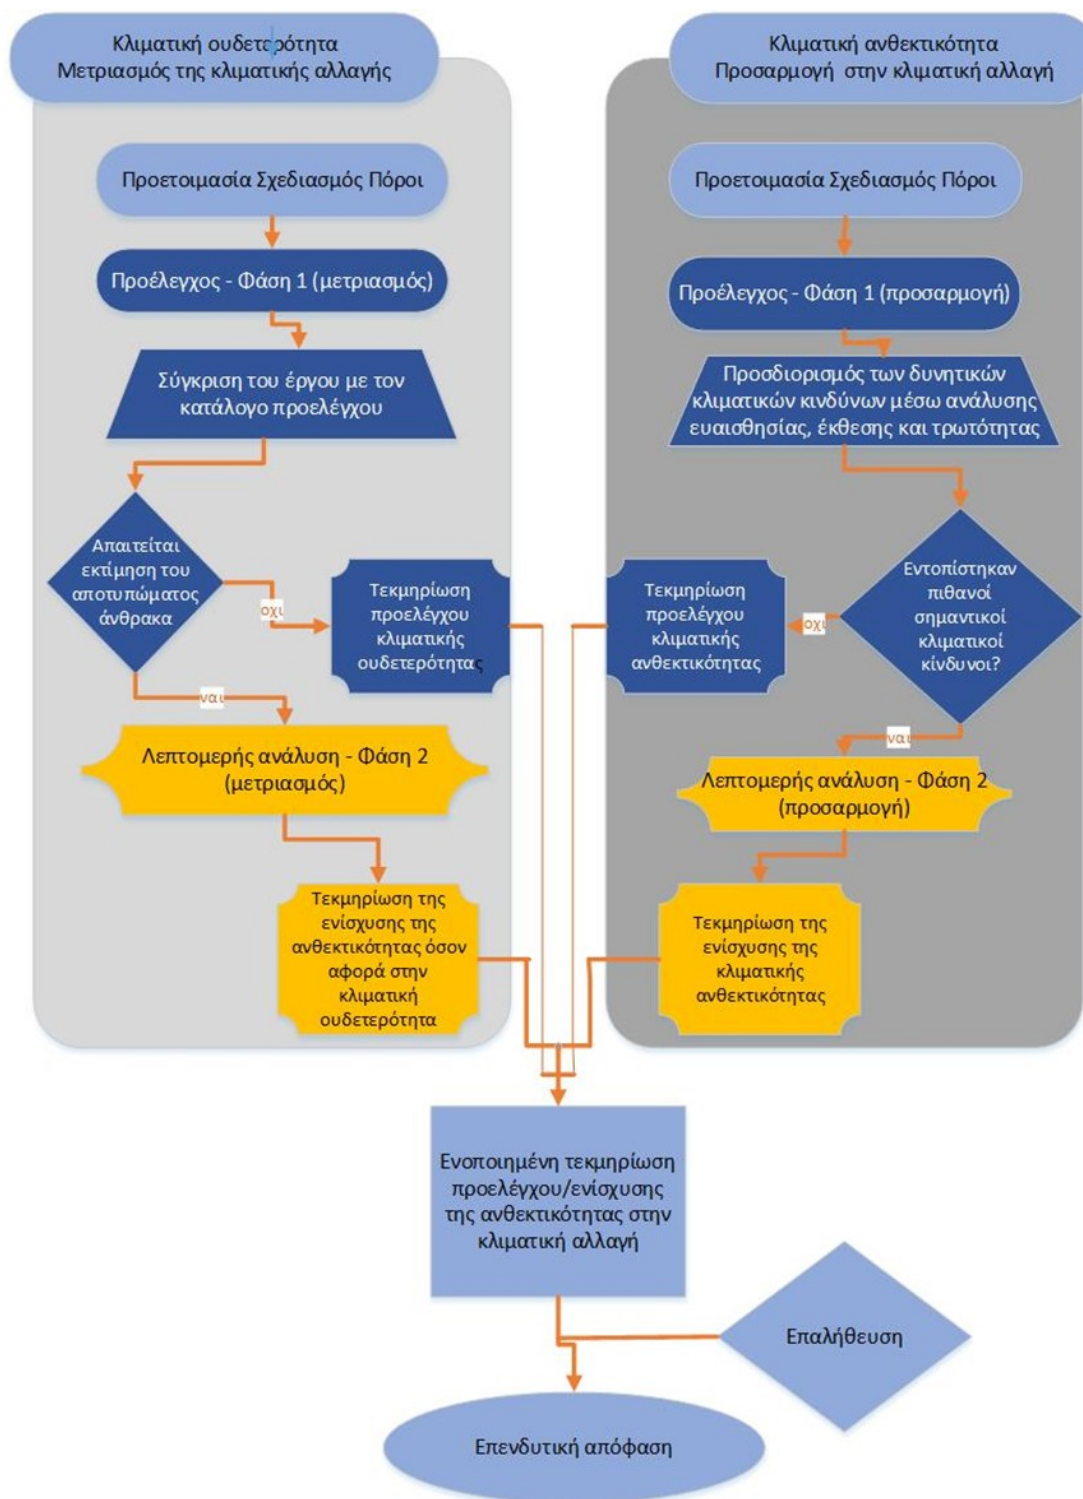 Κλιματική ουδετερότητα
Μετριασμός της κλιματικής αλλαγής
Προετοιμασία Σχεδιασμός Πόροι
Προέλεγχος - Φάση 1 (μετριασμός)
Σύγκριση του έργου με τον
κατάλογο προελέγχου
Απαιτείται
εκτίμηση του
αποτυπώματος
άνθρακα
οχι
Τεκμηρίωση
προελέγχου
κλιματικής
ουδετερότητας
ναι
Λεπτομερής ανάλυση - Φάση 2
(μετριασμός)
Τεκμηρίωση της
ενίσχυσης της
ανθεκτικότητας όσον
αφορά στην
κλιματική
ουδετερότητα
Κλιματική ανθεκτικότητα
Προσαρμογή στην κλιματική αλλαγή
Προετοιμασία Σχεδιασμός Πόροι
Προέλεγχος - Φάση 1 (προσαρμογή)
Προσδιορισμός των δυνητικών
κλιματικών κινδύνων μέσω ανάλυσης
ευαισθησίας, έκθεσης και τρωτότητας
Εντοπίστηκαν
πιθανοί
σημαντικοί
κλιματικοί
κίνδυνοι?
οχι
Τεκμηρίωση
προελέγχου
κλιματικής
ανθεκτικότητας
ναι
Λεπτομερής ανάλυση - Φάση 2
(προσαρμογή)
Τεκμηρίωση της
ενίσχυσης της
κλιματικής
ανθεκτικότητας
Ενοποιημένη τεκμηρίωση
προελέγχου/ενίσχυσης
της ανθεκτικότητας στην
κλιματική αλλαγή
Επαλήθευση
Επενδυτική απόφαση